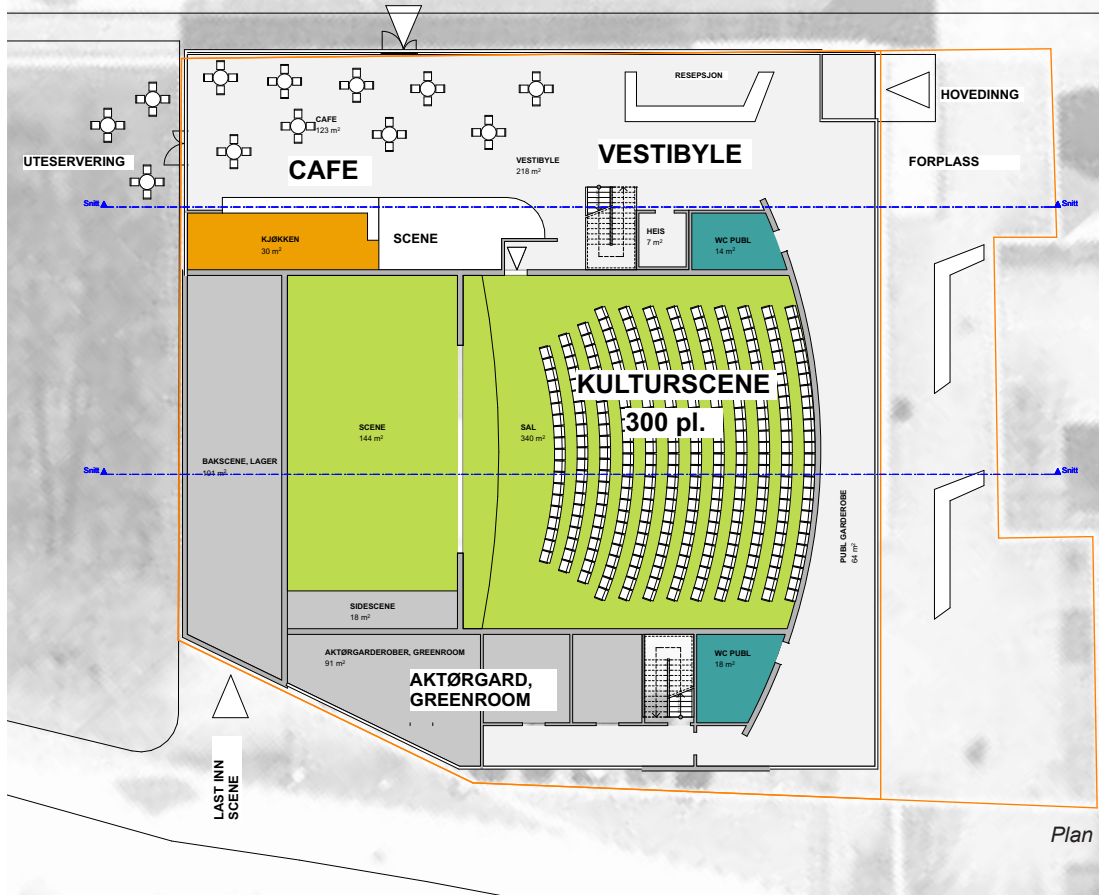 RESEPSJON
HOVEDINNG
CAFE
123 m²
UTESERVERING
CAFE
VESTIBYLE
218 m²
VESTIBYLE
FORPLASS
Snitt
Snitt
KJØKKEN
30 m²
SCENE
HEIS
7 m²
WC PUBL
14 m²
KULTURSCENE
300 pl.
SCENE
144 m²
SAL
340 m²
BAKSCENE, LAGER
101 m²
Snitt
Snitt
PUBL GARDEROBE
64 m²
SIDESCENE
18 m²
AKTØRGARDEROBER, GREENROOM
91 m²
AKTØRGARD,
GREENROOM
WC PUBL
18 m²
LAST INN
SCENE
Plan